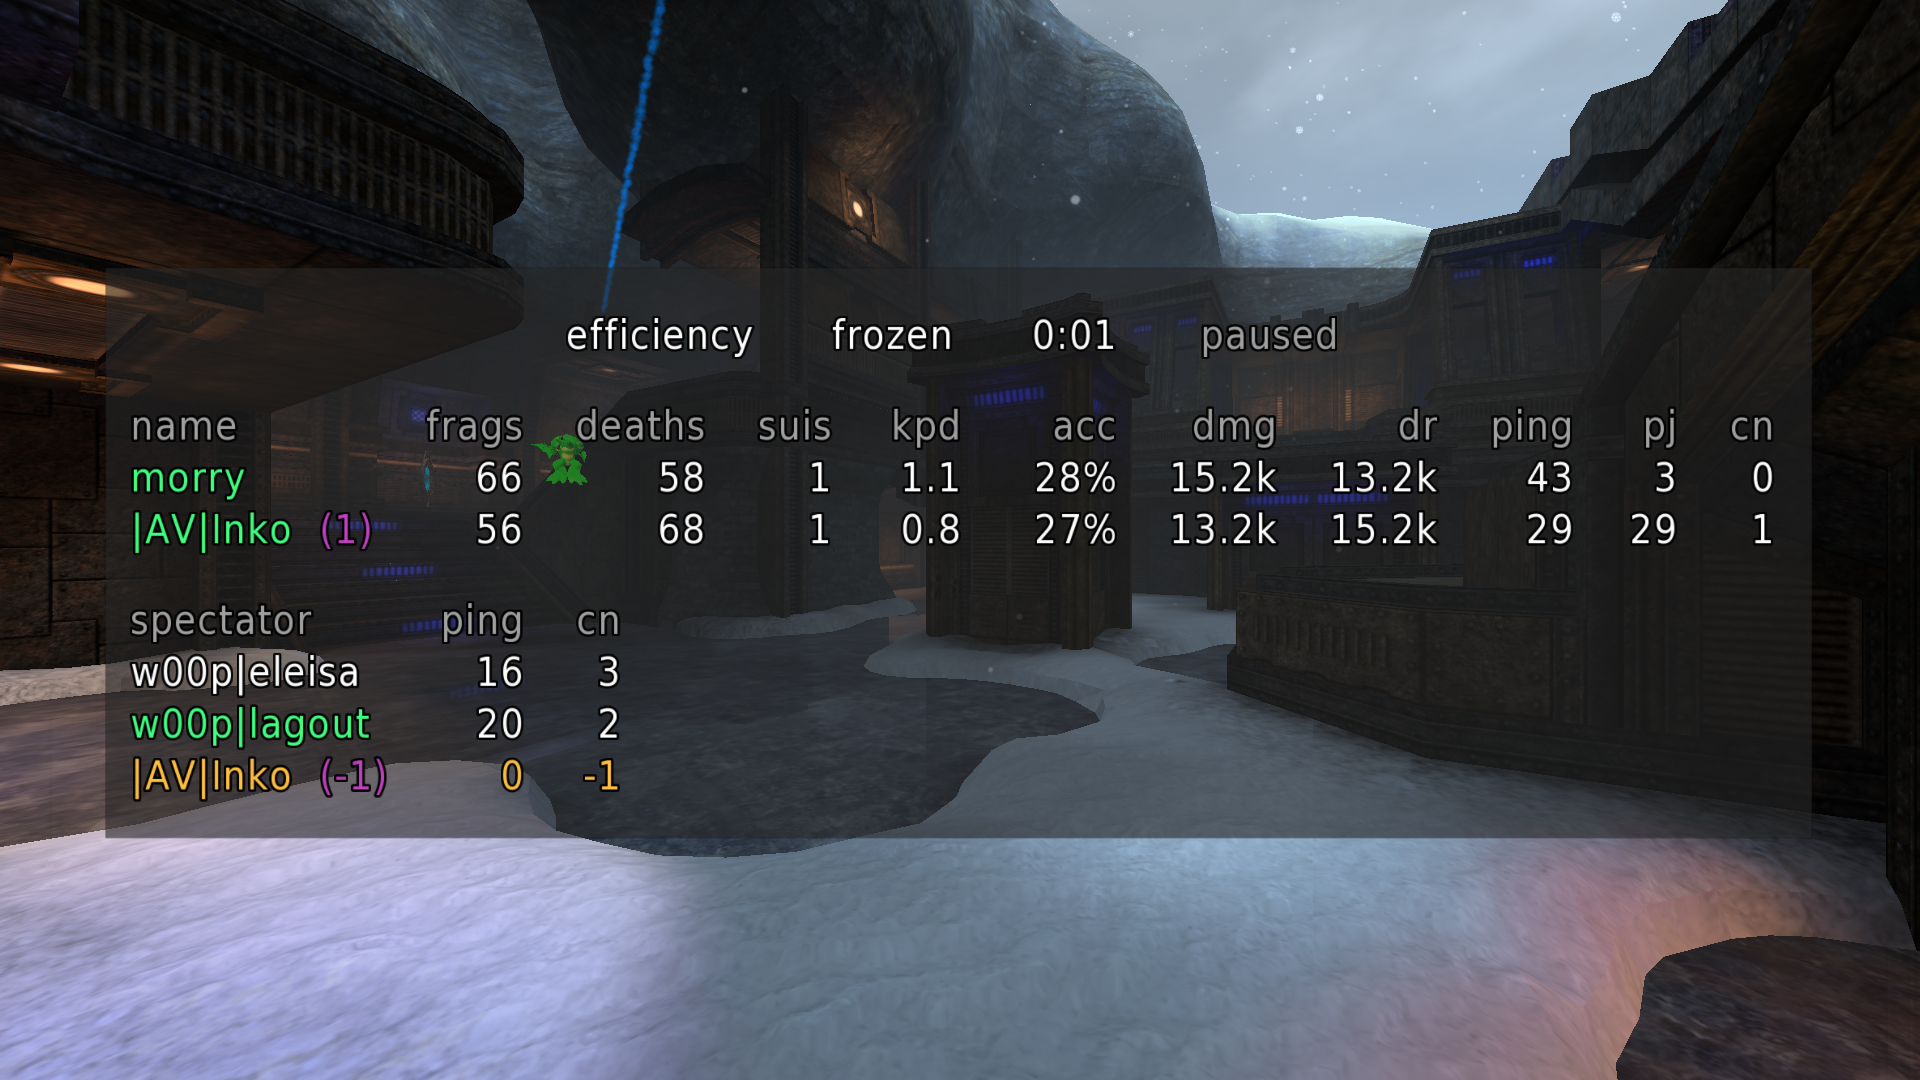 efficiency frozen 0:01 paused
name frags deaths suis kpd acc dmg dr ping pj cn
morry 66 58 1 1.1 28% 15.2k 13.2k 43 3 0
|AV|Inko (1) 56 68 1 0.8 27% 13.2k 15.2k 29 29 1
spectator ping cn
w00p|eleisa 16 3
w00p|lagout 20 2
|AV|Inko (-1) 0 -1